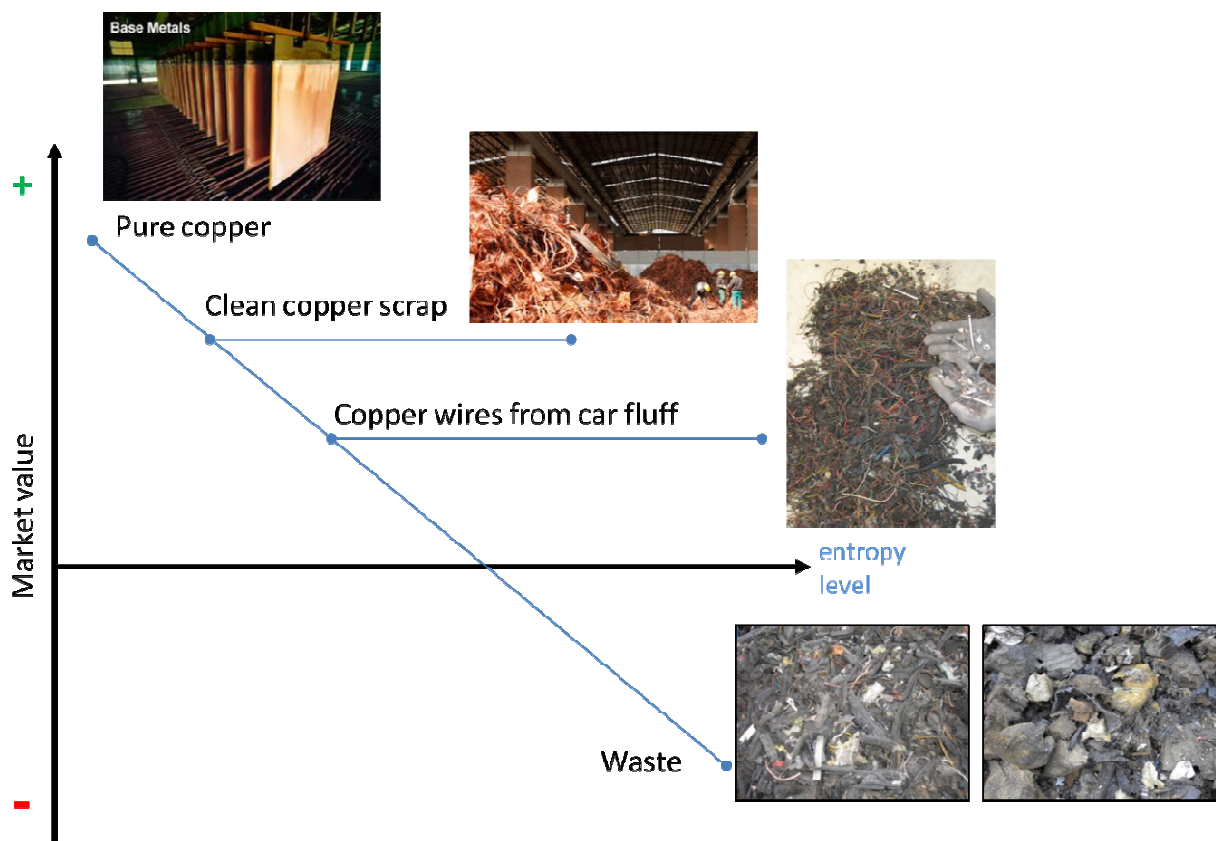 Base Metals
+
Pure copper
Clean copper scrap
Copper wires from car fluff
Market value
entropy
level
Waste
-